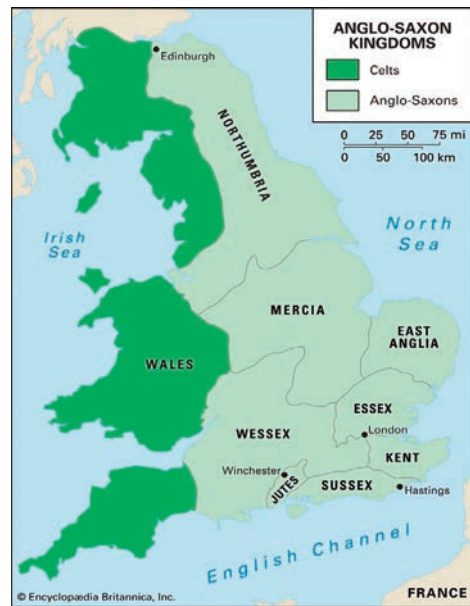 ANGLO-SAXON
KINGDOMS
Celts
Anglo-Saxons
0 25 50 75 mi
0 50 100 km
Edinburgh
NORTHUMBRIA
North
Sea
Irish
Sea
MERCIA
EAST
ANGLIA
WALES
ESSEX
London
WESSEX
KENT
Winchester
JUTES
SUSSEX
Hastings
English Channel
FRANCE
© Encyclopædia Britannica, Inc.